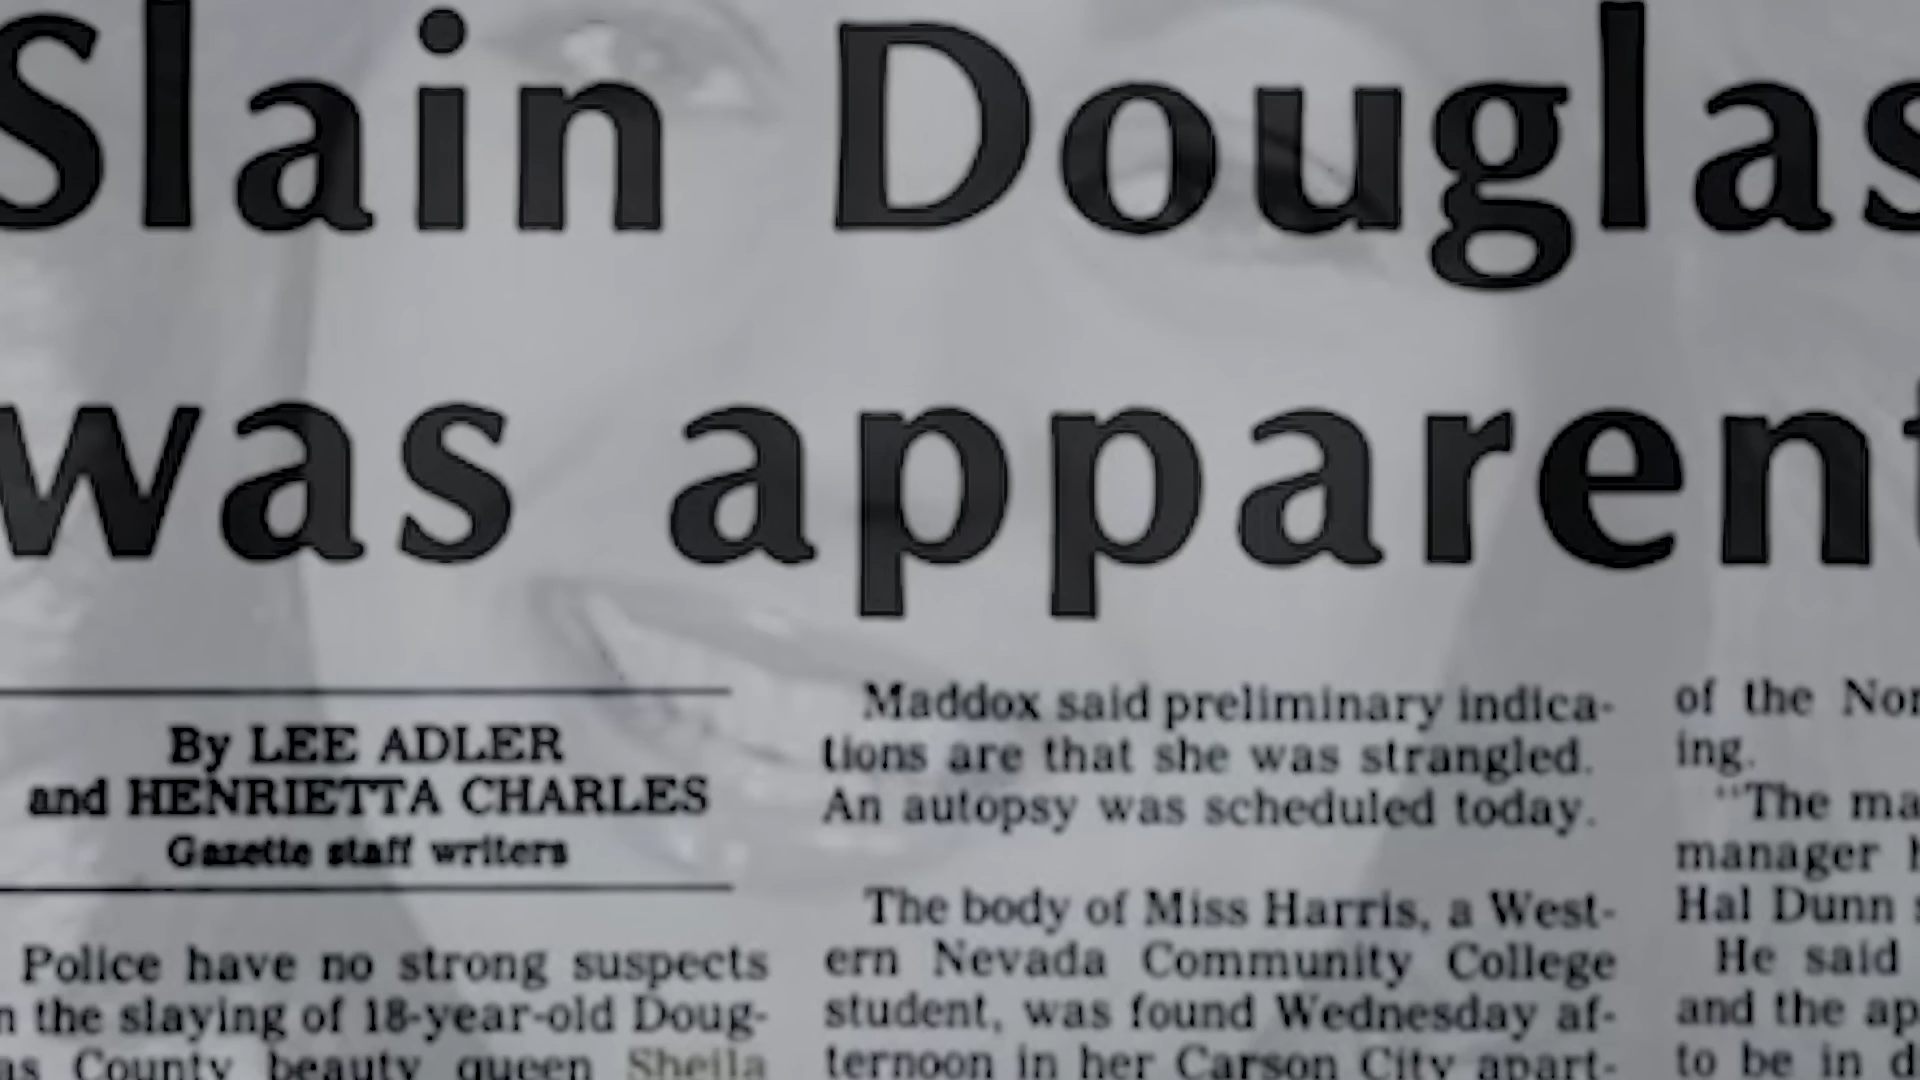 Slain Douglas
was apparent
By LEE ADLER
and HENRIETTA CHARLES
Gazette staff writers
Police have no strong suspects
n the slaying of 18-year-old Doug-
as County beauty queen Sheila
Maddox said preliminary indica-
tions are that she was strangled.
An autopsy was scheduled today.
The body of Miss Harris, a West-
ern Nevada Community College
student, was found Wednesday af-
ternoon in her Carson City apart-
of the Nor
ing.
"The ma
manager h
Hal Dunn s
He said
and the ap
to be in d